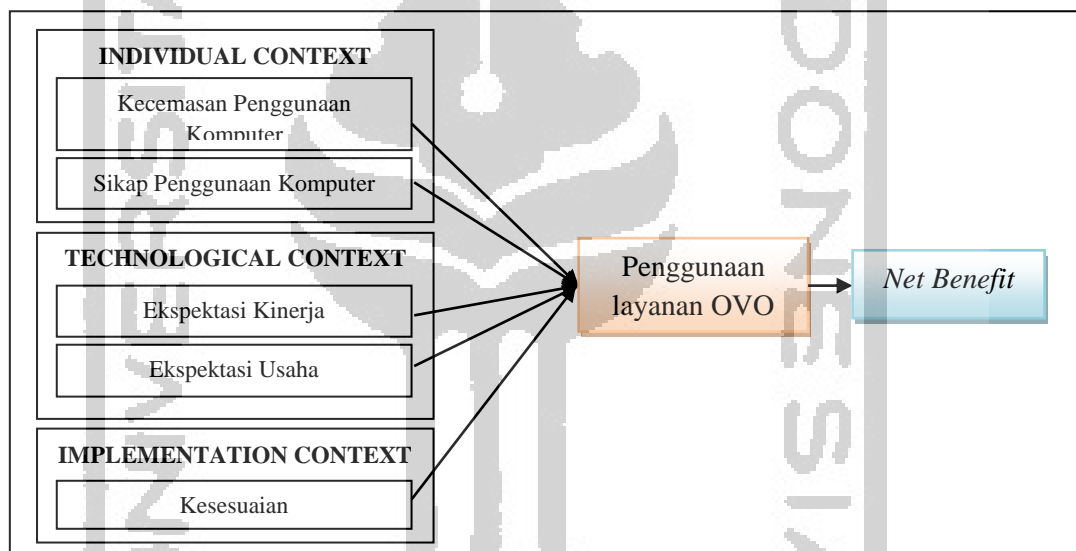 INDIVIDUAL CONTEXT
Kecemasan Penggunaan
Komputer
Sikap Penggunaan Komputer
TECHNOLOGICAL CONTEXT
Ekspektasi Kinerja
Ekspektasi Usaha
IMPLEMENTATION CONTEXT
Kesesuaian
Penggunaan
layanan OVO
Net Benefit